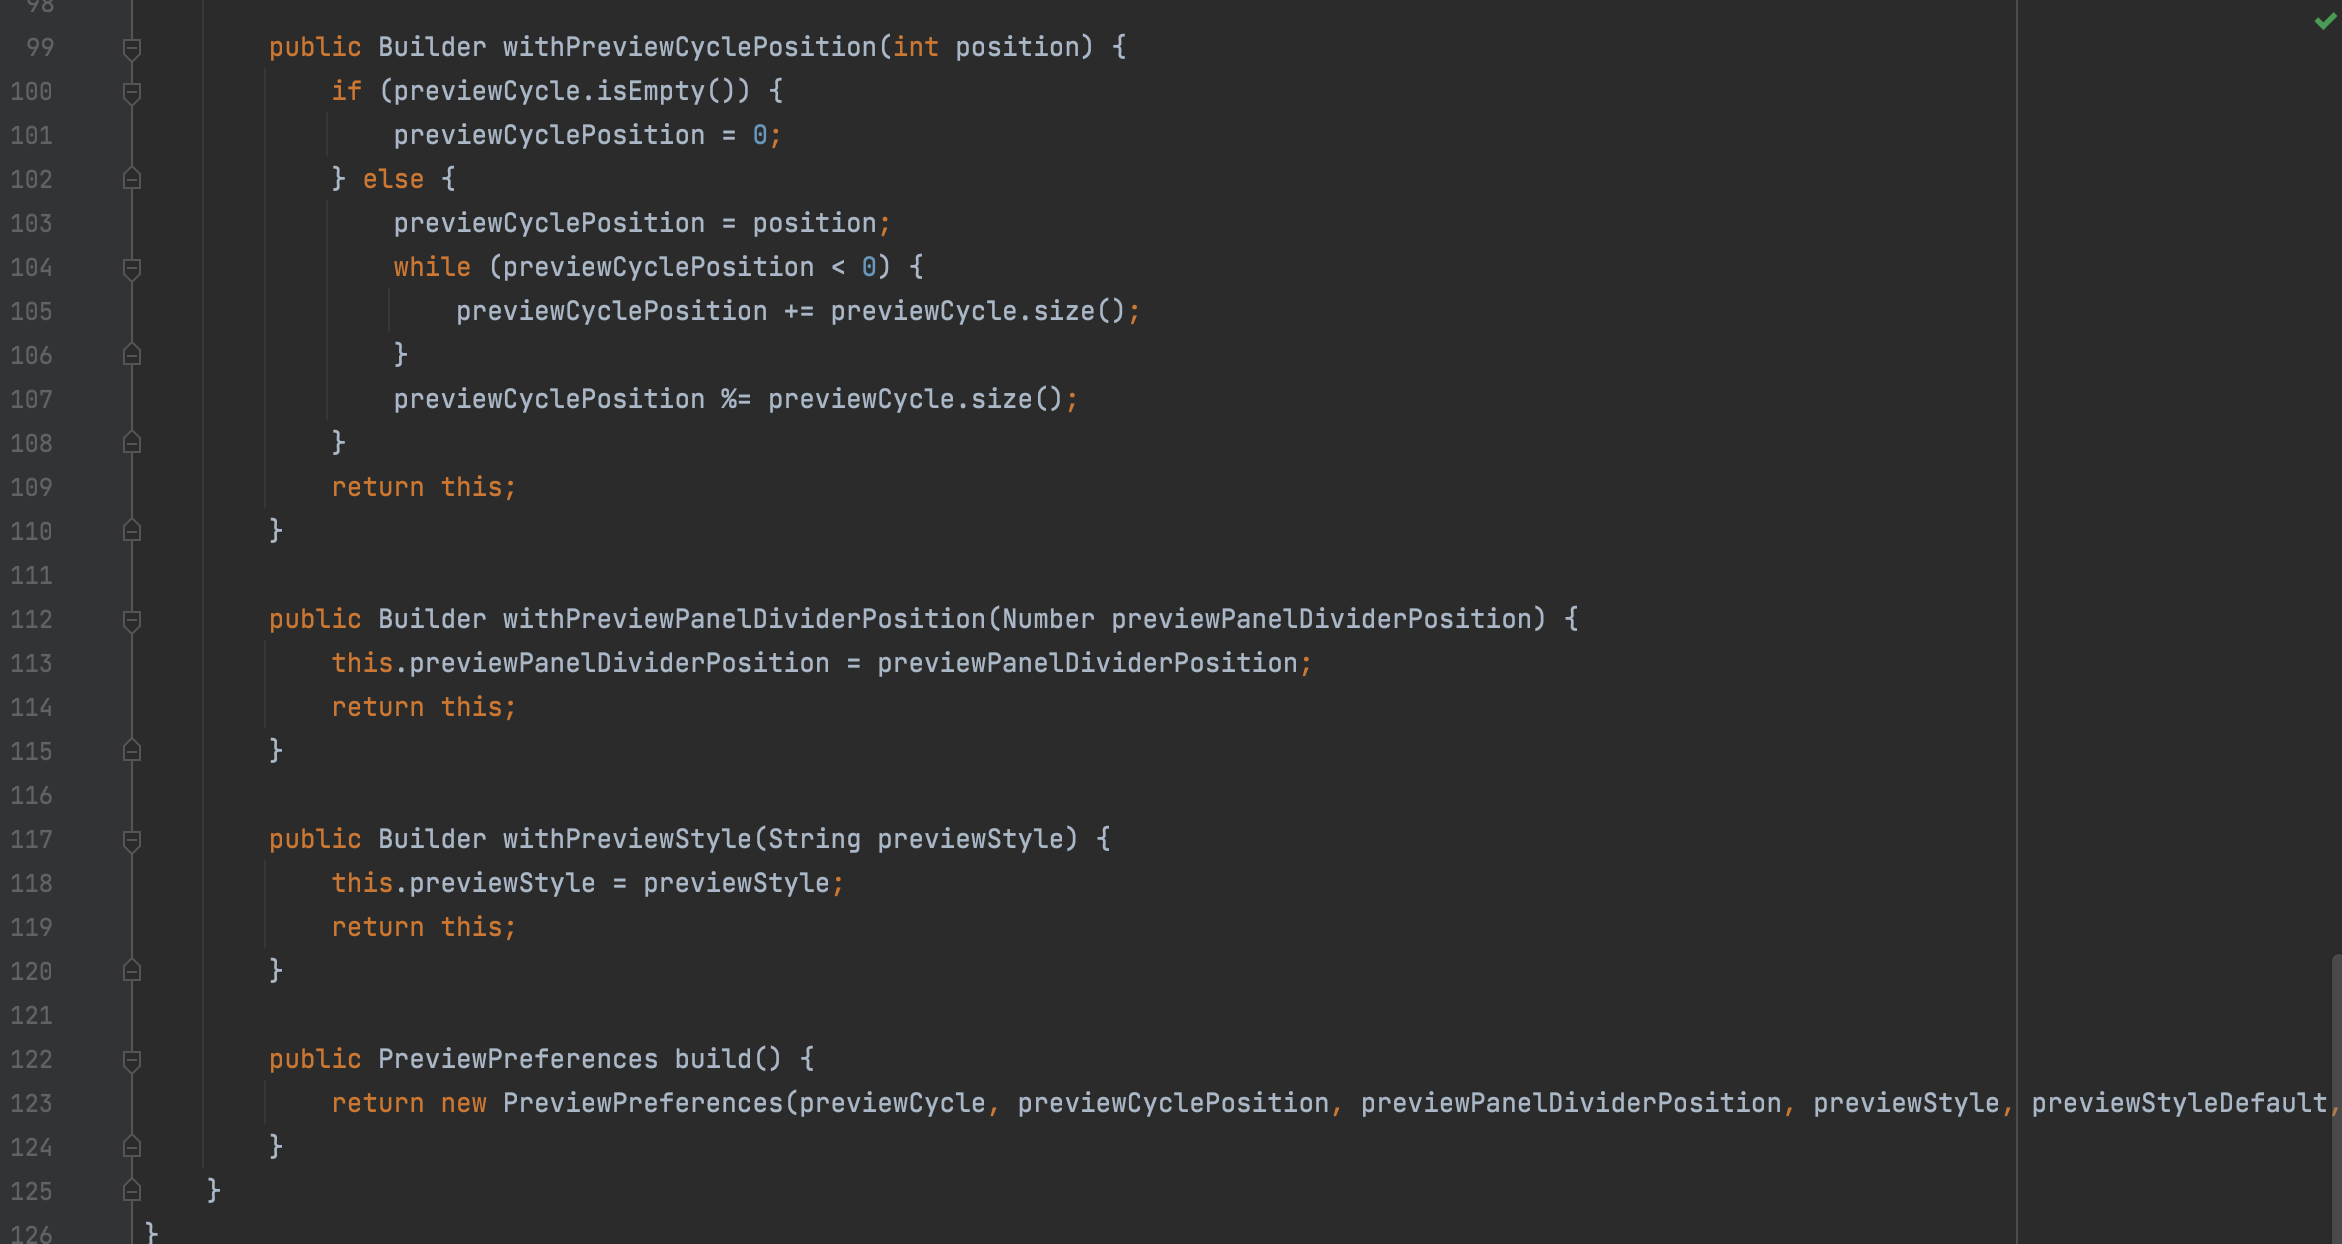 98
99 public Builder withPreviewCyclePosition(int position) {
100 if (previewCycle.isEmpty()) {
101 previewCyclePosition = 0;
102 } else {
103 previewCyclePosition = position;
104 while (previewCyclePosition < 0) {
105 previewCyclePosition += previewCycle.size();
106 }
107 previewCyclePosition %= previewCycle.size();
108 }
109 return this;
110 }
111
112 public Builder withPreviewPanelDividerPosition(Number previewPanelDividerPosition) {
113 this.previewPanelDividerPosition = previewPanelDividerPosition;
114 return this;
115 }
116
117 public Builder withPreviewStyle(String previewStyle) {
118 this.previewStyle = previewStyle;
119 return this;
120 }
121
122 public PreviewPreferences build() {
123 return new PreviewPreferences(previewCycle, previewCyclePosition, previewPanelDividerPosition, previewStyle, previewStyleDefault,
124 }
125 }
126 }